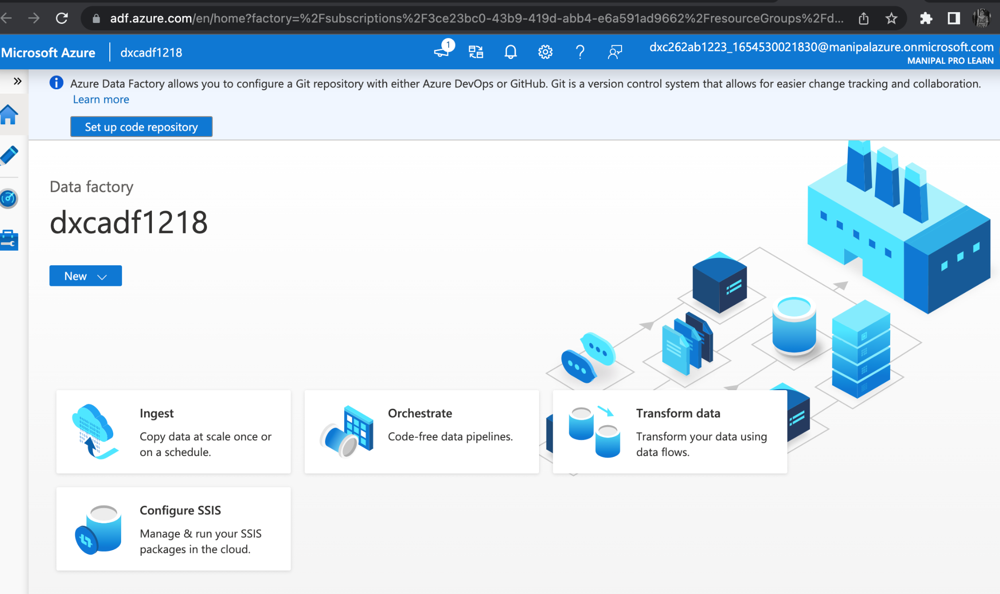 adf.azure.com/en/home?factory=%2Fsubscriptions%2F3ce23bc0-43b9-419d-abb4-e6a591ad9662%2FresourceGroups%2Fd...
Microsoft Azure
dxcadf1218
1
dxc262ab1223_1654530021830@manipalazure.onmicrosoft.com
MANIPAL PRO LEARN
Azure Data Factory allows you to configure a Git repository with either Azure DevOps or GitHub. Git is a version control system that allows for easier change tracking and collaboration.
Learn more
Set up code repository
Data factory
dxcadf1218
New
Ingest
Copy data at scale once or
on a schedule.
Orchestrate
Code-free data pipelines.
Transform data
Transform your data using
data flows.
Configure SSIS
Manage & run your SSIS
packages in the cloud.